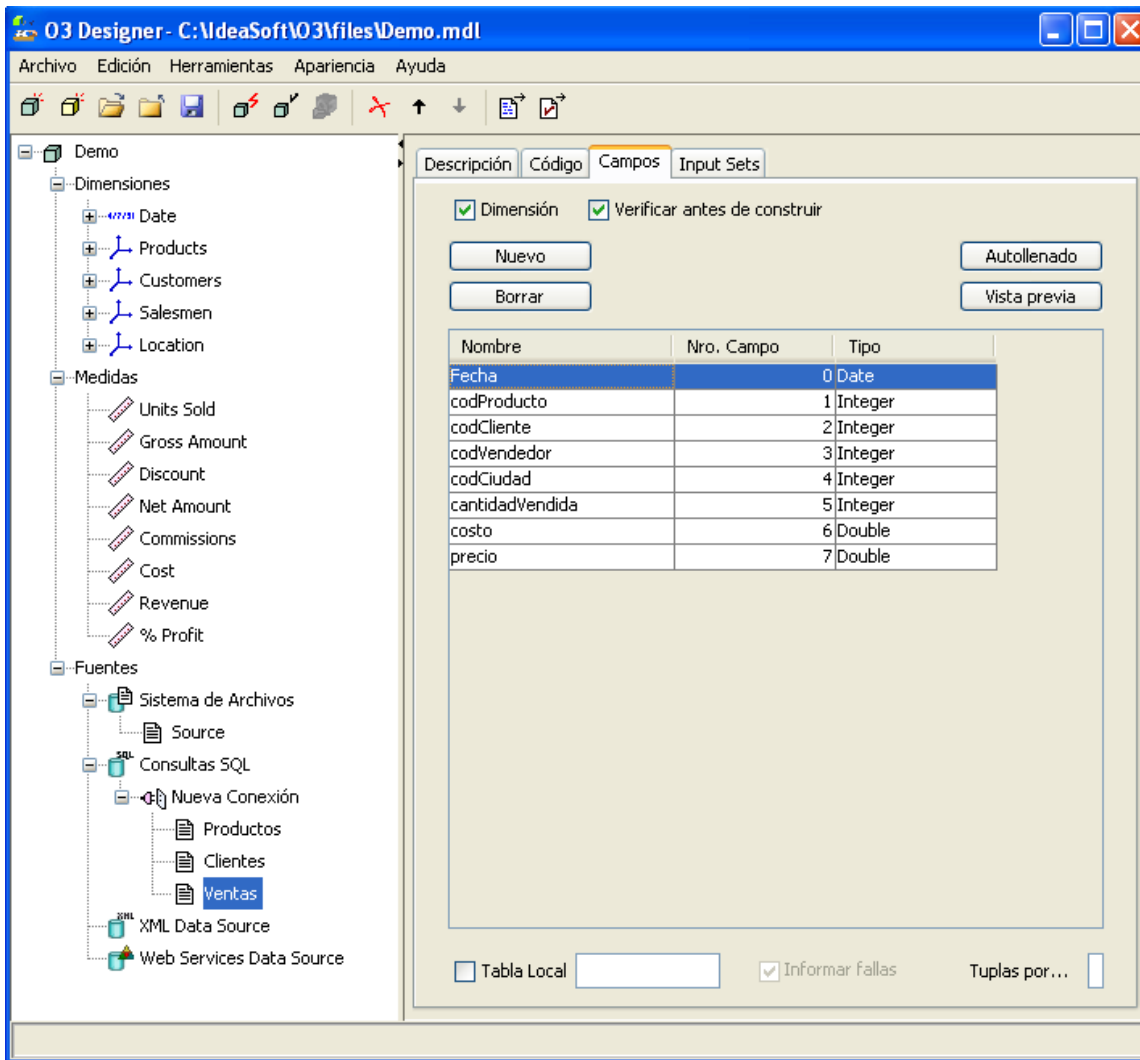 O3 Designer- C:\IdeaSoft\O3\files\Demo.mdl
Archivo Edición Herramientas Apariencia Ayuda
Demo
Dimensiones
Date
Products
Customers
Salesmen
Location
Medidas
Units Sold
Gross Amount
Discount
Net Amount
Commissions
Cost
Revenue
% Profit
Fuentes
Sistema de Archivos
Source
SQL
Consultas SQL
Nueva Conexión
Productos
Clientes
Ventas
XML
XML Data Source
Web Services Data Source
Descripción Código Campos Input Sets
Dimensión Verificar antes de construir
Nuevo Autollenado
Borrar Vista previa
Nombre Nro. Campo Tipo
Fecha 0 Date
codProducto 1 Integer
codCliente 2 Integer
codVendedor 3 Integer
codCiudad 4 Integer
cantidadVendida 5 Integer
costo 6 Double
precio 7 Double
Tabla Local Informar fallas Tuplas por...